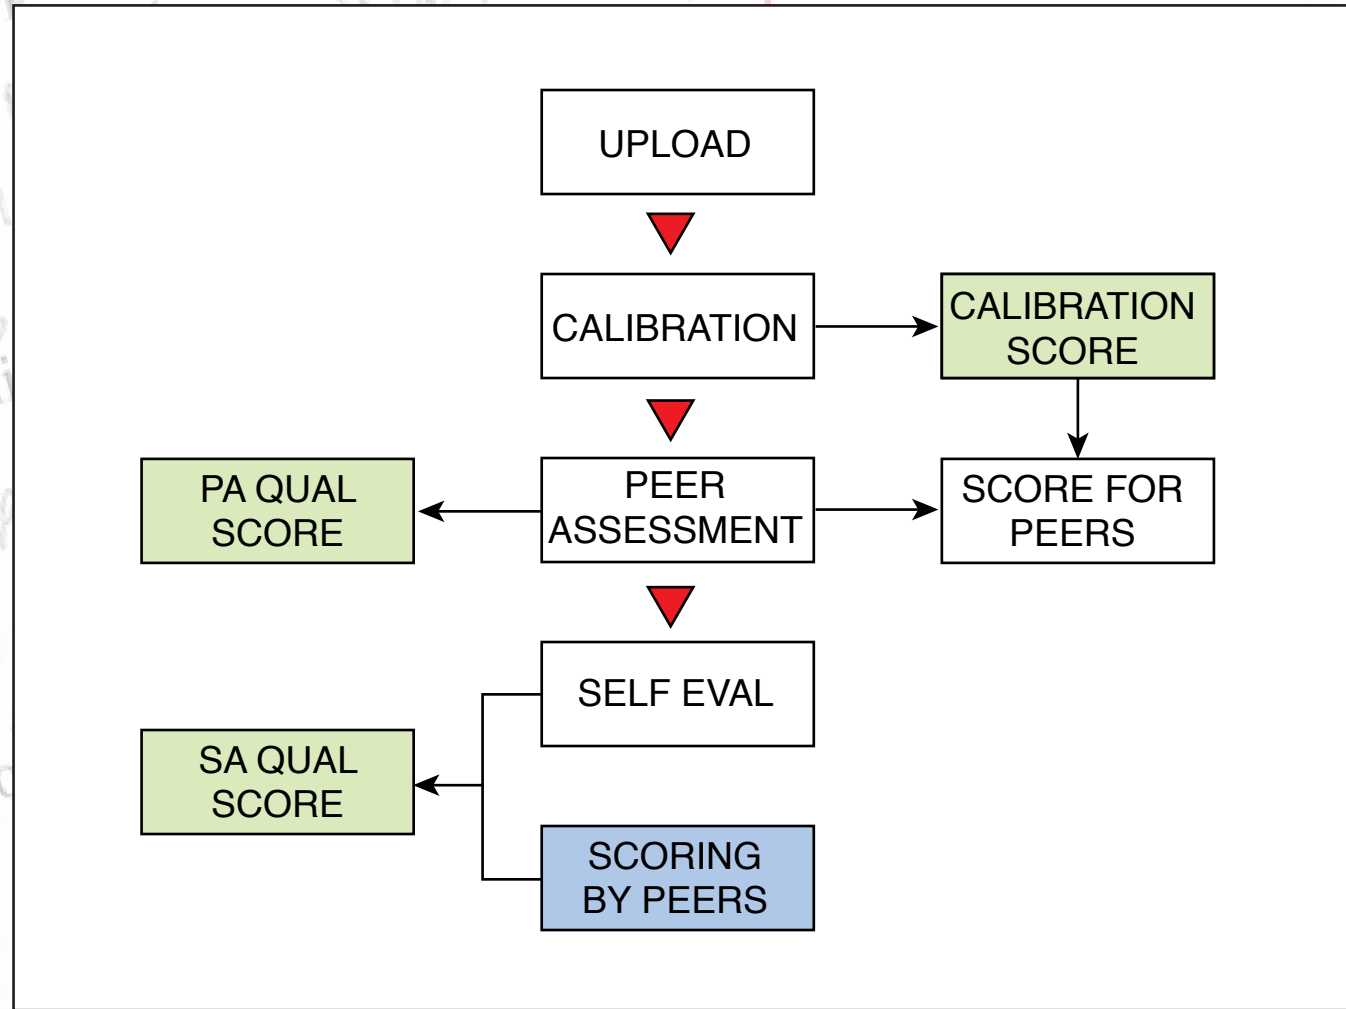 UPLOAD
CALIBRATION
CALIBRATION
SCORE
PA QUAL
SCORE
PEER
ASSESSMENT
SCORE FOR
PEERS
SELF EVAL
SA QUAL
SCORE
SCORING
BY PEERS